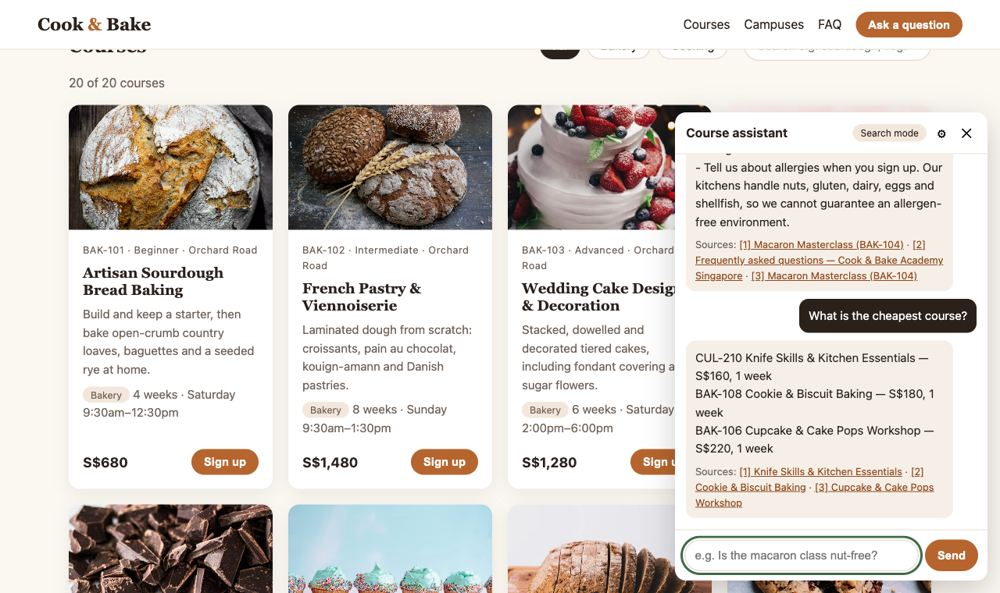 Cook & Bake
Courses
Campuses
FAQ
Ask a question
Courses
20 of 20 courses
BAK-101 · Beginner · Orchard Road
Artisan Sourdough
Bread Baking
Build and keep a starter, then
bake open-crumb country
loaves, baguettes and a seeded
rye at home.
Bakery 4 weeks · Saturday
9:30am–12:30pm
S$680
Sign up
BAK-102 · Intermediate · Orchard
Road
French Pastry &
Viennoiserie
Laminated dough from scratch:
croissants, pain au chocolat,
kouign-amann and Danish
pastries.
Bakery 8 weeks · Sunday
9:30am–1:30pm
S$1,480
Sign up
BAK-103 · Advanced · Orchard
Road
Wedding Cake Design
& Decoration
Stacked, dowelled and
decorated tiered cakes,
including fondant covering a
sugar flowers.
Bakery 6 weeks · Saturday
2:00pm–6:00pm
S$1,280
Sign u
Course assistant
Search mode
- Tell us about allergies when you sign up. Our
kitchens handle nuts, gluten, dairy, eggs and
shellfish, so we cannot guarantee an allergen-
free environment.
Sources: [1] Macaron Masterclass (BAK-104) · [2]
Frequently asked questions — Cook & Bake Academy
Singapore · [3] Macaron Masterclass (BAK-104)
What is the cheapest course?
CUL-210 Knife Skills & Kitchen Essentials —
S$160, 1 week
BAK-108 Cookie & Biscuit Baking — S$180, 1
week
BAK-106 Cupcake & Cake Pops Workshop —
S$220, 1 week
Sources: [1] Knife Skills & Kitchen Essentials · [2]
Cookie & Biscuit Baking · [3] Cupcake & Cake Pops
Workshop
e.g. Is the macaron class nut-free?
Send